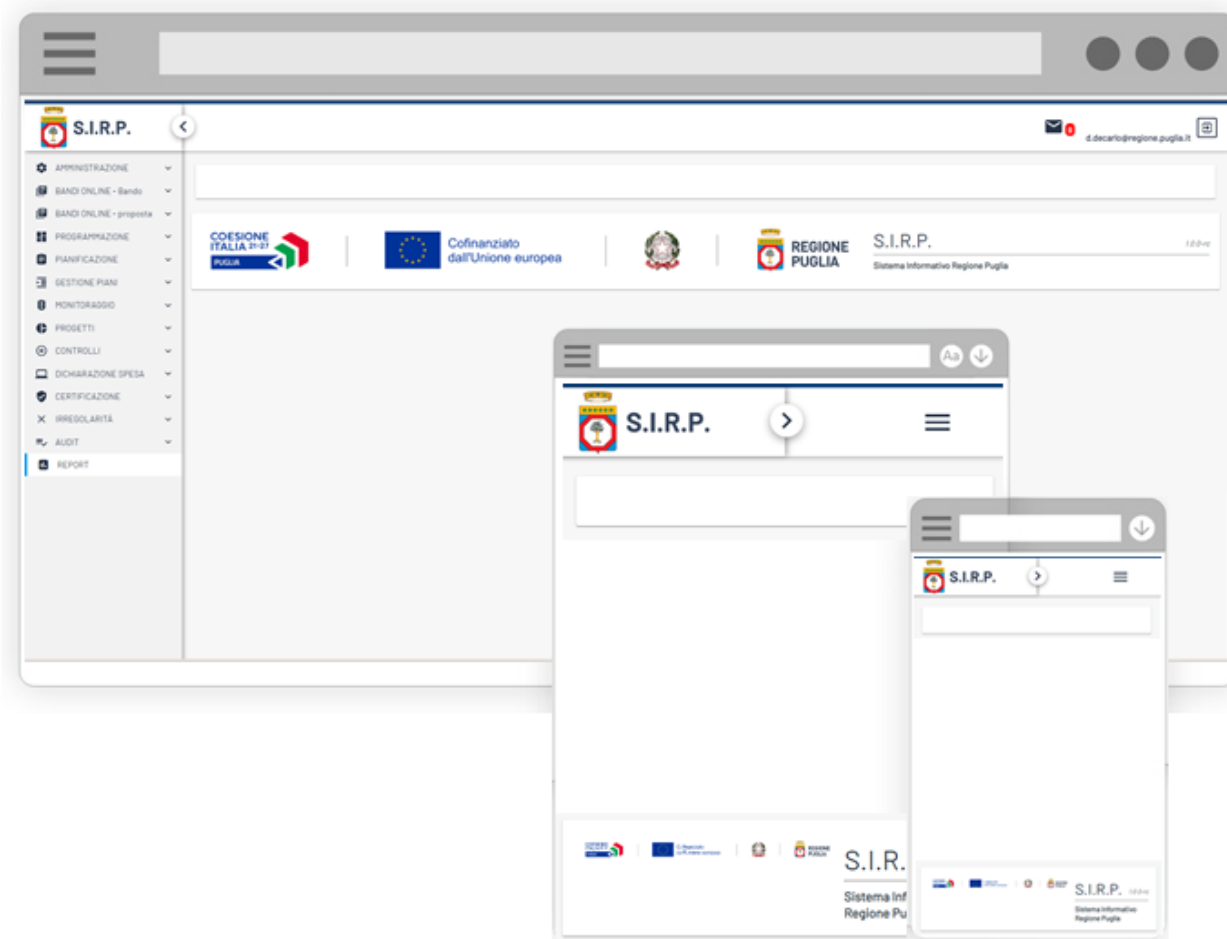 S.I.R.P.
0
d.decarlo@regione.puglia.it
AMMINISTRAZIONE
BANDI ONLINE - Bando
BANDI ONLINE - proposta
PROGRAMMAZIONE
PIANIFICAZIONE
GESTIONE PIANI
MONITORAGGIO
PROGETTI
CONTROLLI
DICHIARAZIONE SPESA
CERTIFICAZIONE
IRREGOLARITÀ
AUDIT
REPORT
COESIONE
ITALIA 21-27
PUGLIA
Cofinanziato
dall'Unione europea
REGIONE
PUGLIA
S.I.R.P.
Sistema Informativo Regione Puglia
Aa
S.I.R.P.
S.I.R.
Sistema Inf
Regione Pu
S.I.R.P.
S.I.R.P.
Sistema Informativo
Regione Puglia